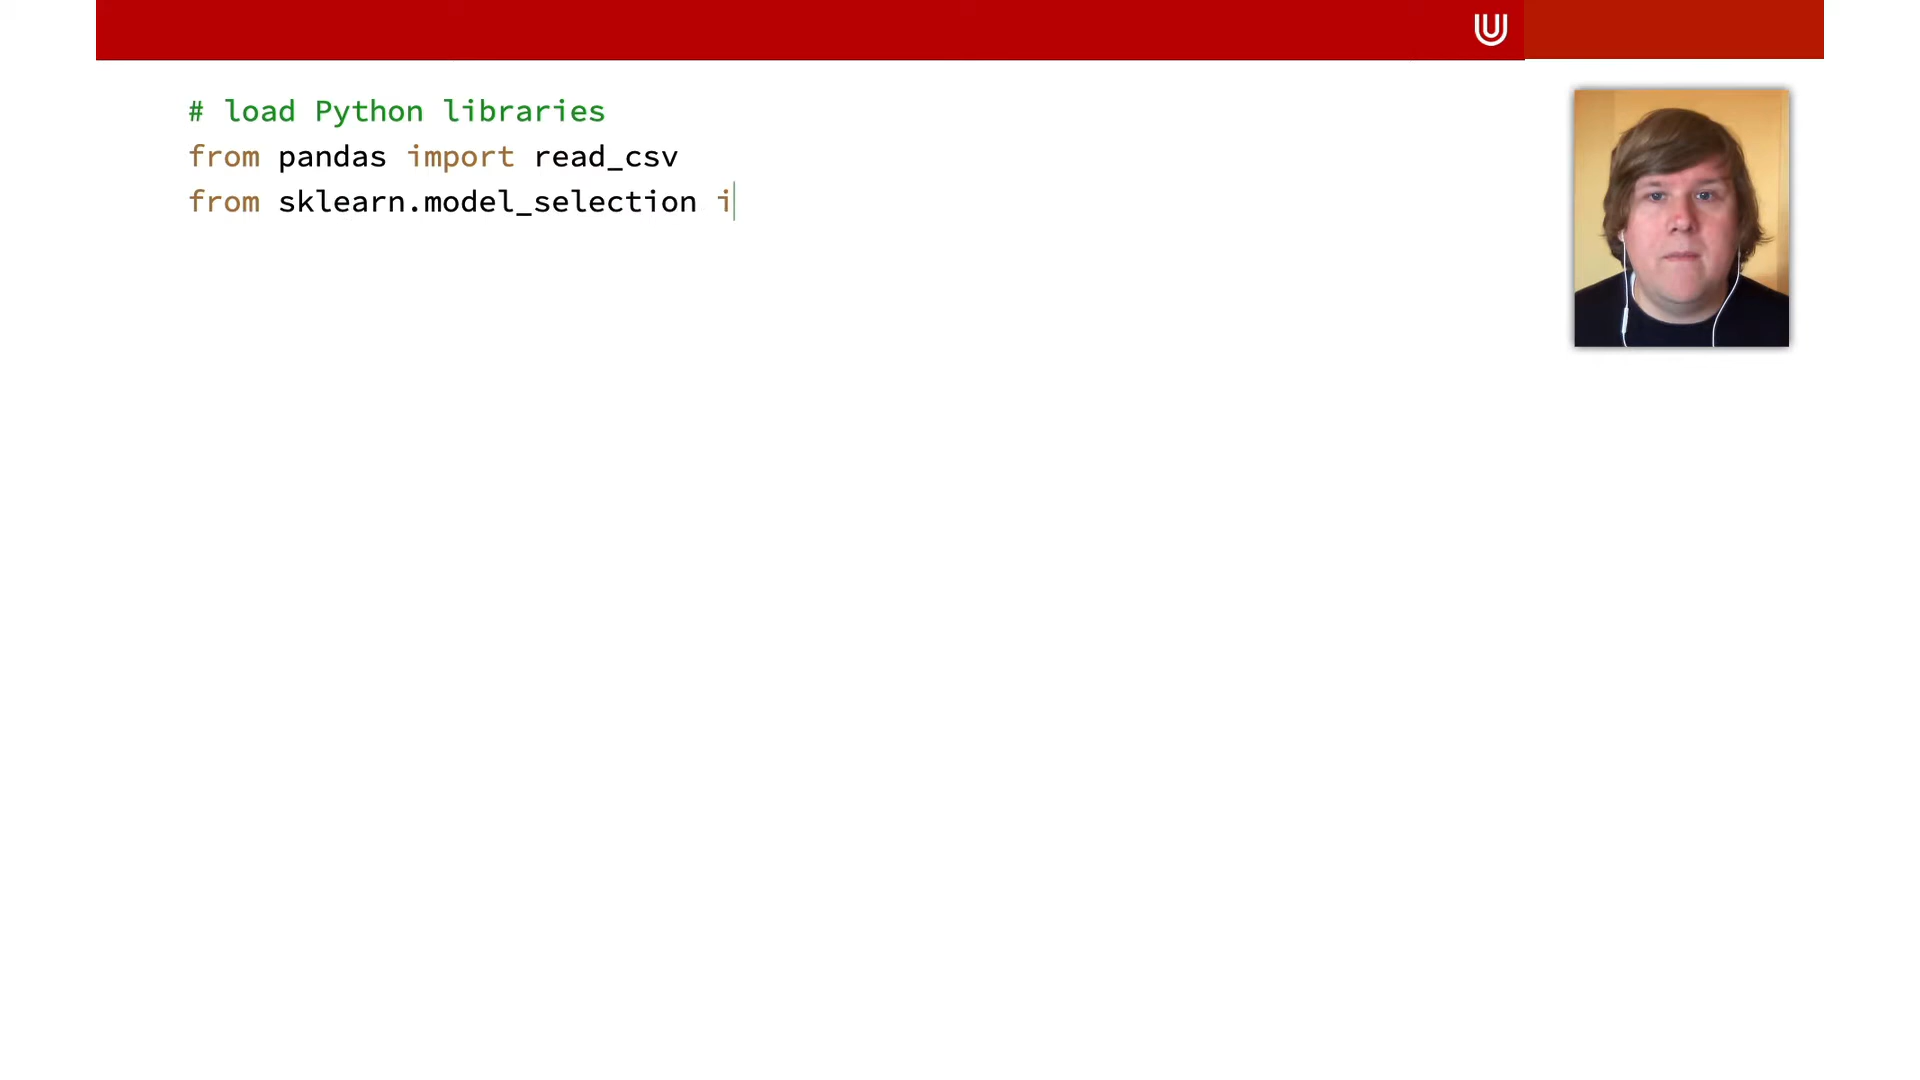 # load Python libraries
from pandas import read_csv
from sklearn.model_selection i